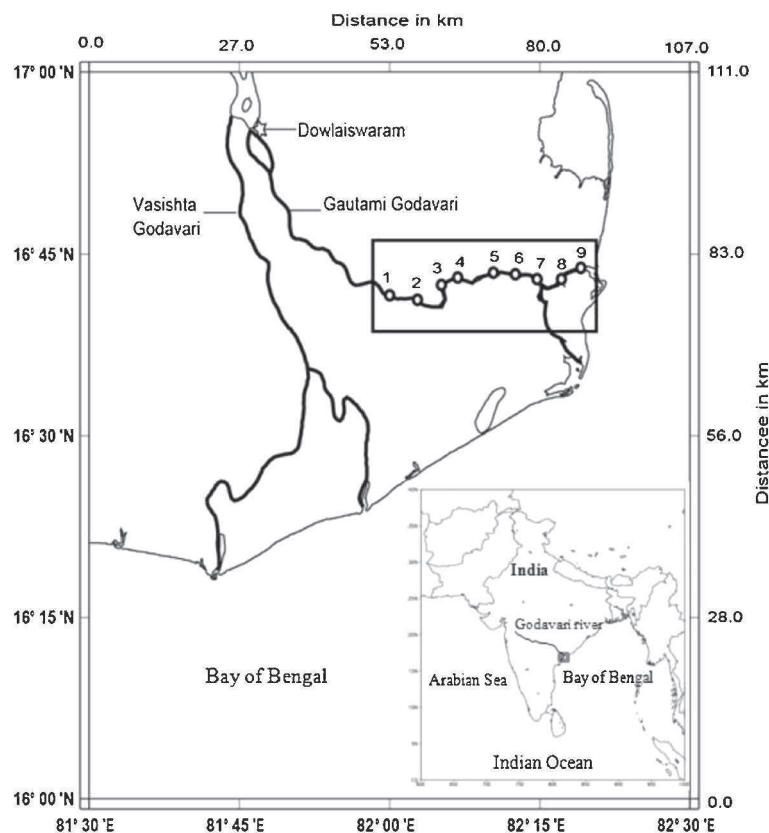 Distance in km
0.0 27.0 53.0 80.0 107.0
17° 00 'N
111.0
Dowlaiswaram
Vasishta
Godavari
Gautami Godavari
16° 45 'N
83.0
1 2 3 4 5 6 7 8 9
16° 30 'N
56.0
Distancee in km
India
Godavari river
Arabian Sea
Bay of Bengal
Indian Ocean
16° 15 'N
28.0
Bay of Bengal
16° 00 'N
0.0
81° 30 'E 81° 45 'E 82° 00 'E 82° 15 'E 82° 30 'E